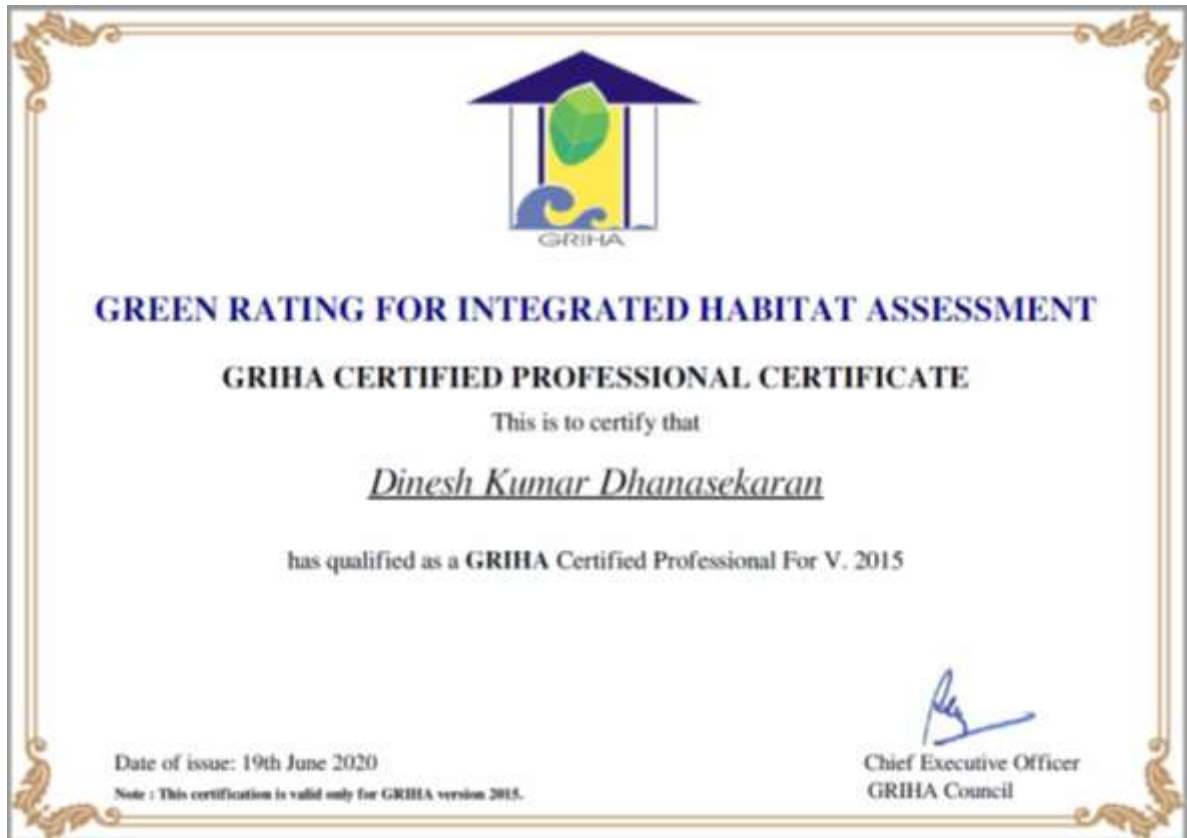 GRIHA
GREEN RATING FOR INTEGRATED HABITAT ASSESSMENT
GRIHA CERTIFIED PROFESSIONAL CERTIFICATE
This is to certify that
Dinesh Kumar Dhanasekaran
has qualified as a GRIHA Certified Professional For V. 2015
Date of issue: 19th June 2020
Note : This certification is valid only for GRIHA version 2015.
Chief Executive Officer
GRIHA Council